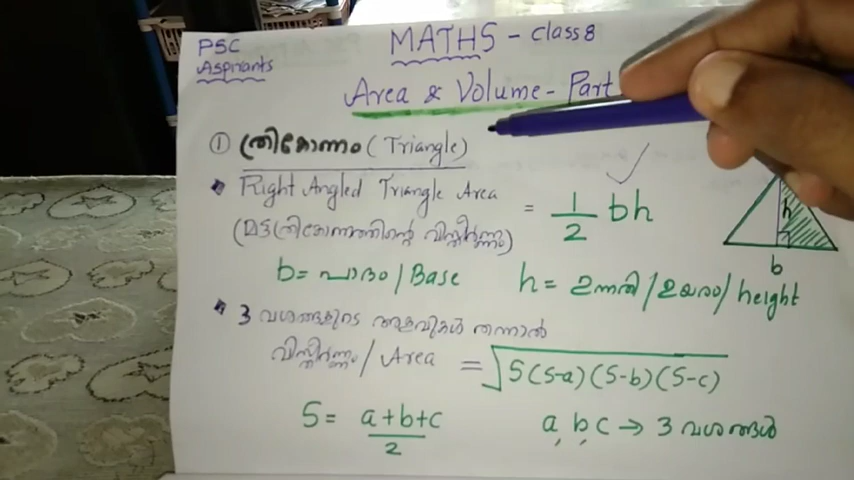 PSC
Aspirants
MATHS - class 8
Area & Volume - Part
① ത്രികോണം (Triangle)
Right Angled Triangle Area
(മട്ടത്രികോണത്തിന്റെ വിസ്തീർണ്ണം)
= 1/2 bh
h
b
b = പാദം / Base
h = ഉന്നതി / ഉയരം / height
3 വശങ്ങളുടെ അളവുകൾ തന്നാൽ
വിസ്തീർണ്ണം / Area = √S(S-a)(S-b)(S-c)
S = a+b+c/2
a, b, c → 3 വശങ്ങൾ